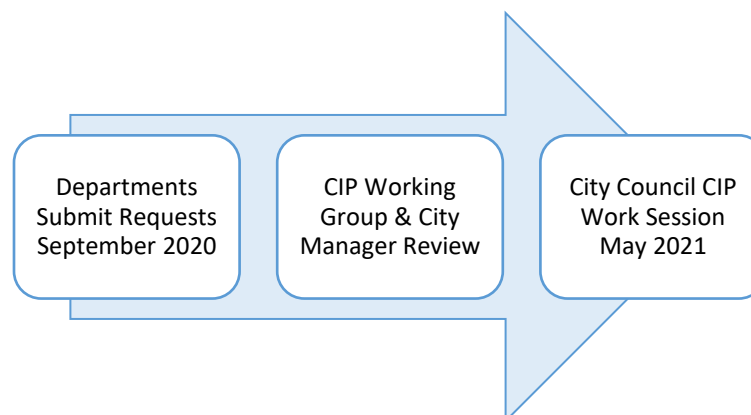 Departments
Submit Requests
September 2020
CIP Working
Group & City
Manager Review
City Council CIP
Work Session
May 2021